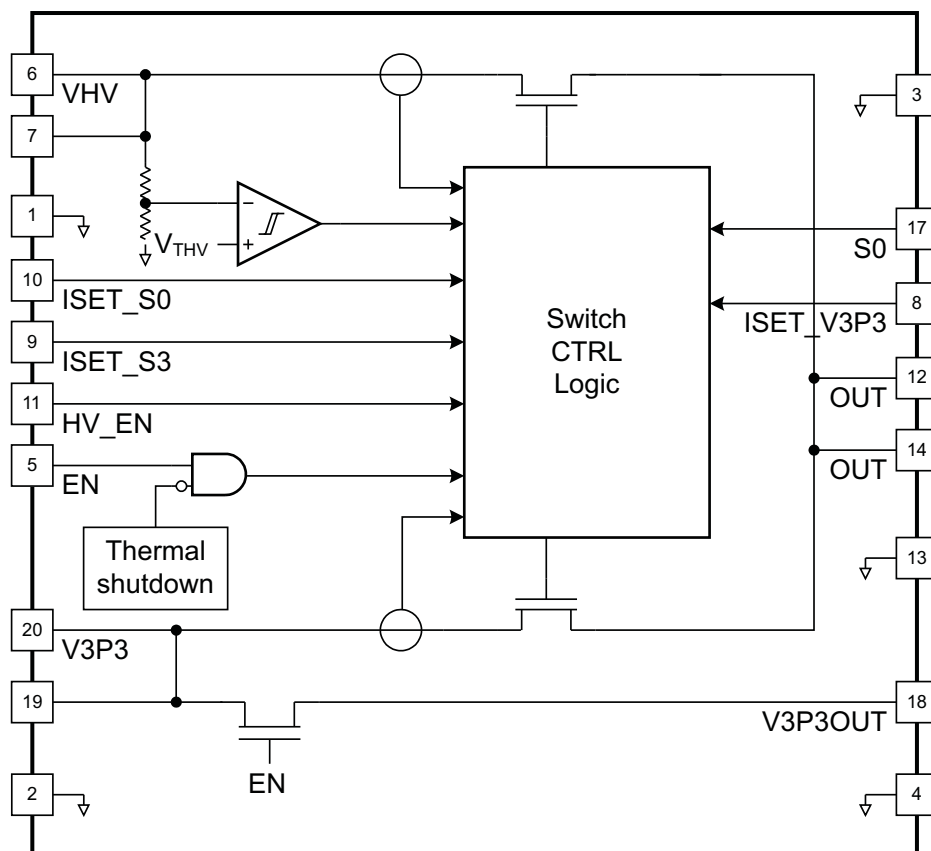 6
VHV
3
7
1
V_THV
−
+
17
S0
10
ISET_S0
8
ISET_V3P3
Switch
CTRL
Logic
9
ISET_S3
12
OUT
11
HV_EN
14
OUT
5
EN
Thermal
shutdown
13
20
V3P3
19
18
V3P3OUT
EN
2
4